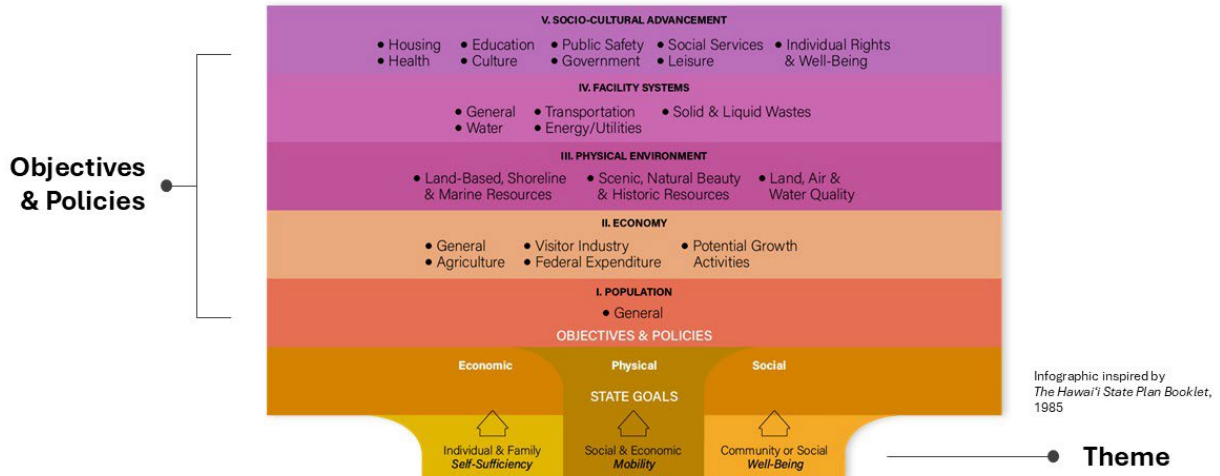 V. SOCIO-CULTURAL ADVANCEMENT
• Housing • Education • Public Safety • Social Services • Individual Rights
• Health • Culture • Government • Leisure & Well-Being
IV. FACILITY SYSTEMS
• General • Transportation • Solid & Liquid Wastes
• Water • Energy/Utilities
Objectives
& Policies
III. PHYSICAL ENVIRONMENT
• Land-Based, Shoreline • Scenic, Natural Beauty • Land, Air &
& Marine Resources & Historic Resources Water Quality
II. ECONOMY
• General • Visitor Industry • Potential Growth
• Agriculture • Federal Expenditure Activities
I. POPULATION
• General
OBJECTIVES & POLICIES
Economic Physical Social
STATE GOALS
Infographic inspired by
The Hawaiʻi State Plan Booklet,
1985
Individual & Family Social & Economic Community or Social
Self-Sufficiency Mobility Well-Being
Theme